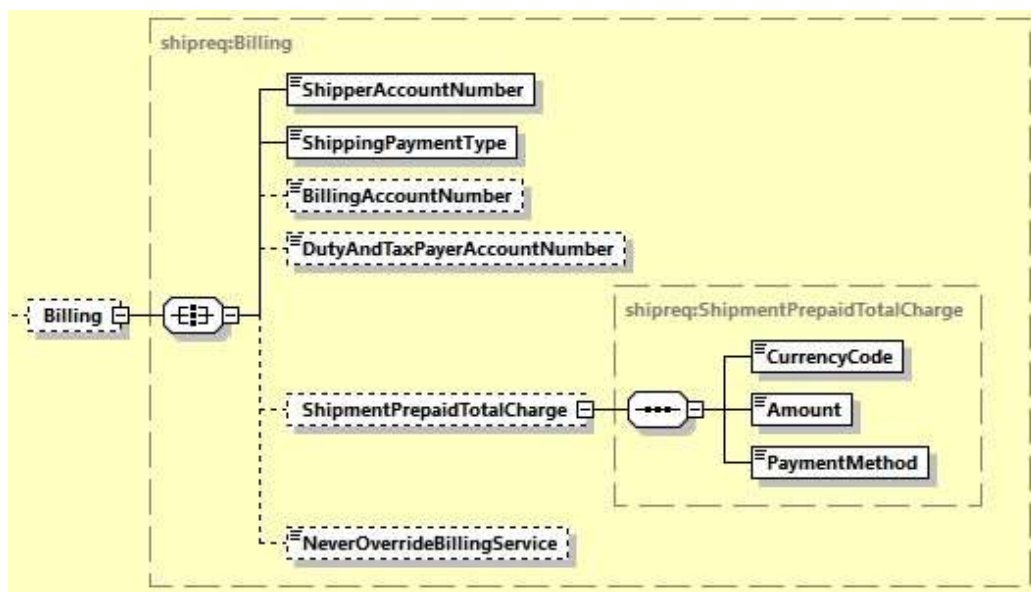 shipreq:Billing
ShipperAccountNumber
ShippingPaymentType
BillingAccountNumber
DutyAndTaxPayerAccountNumber
Billing
shipreq:ShipmentPrepaidTotalCharge
CurrencyCode
ShipmentPrepaidTotalCharge
Amount
PaymentMethod
NeverOverrideBillingService